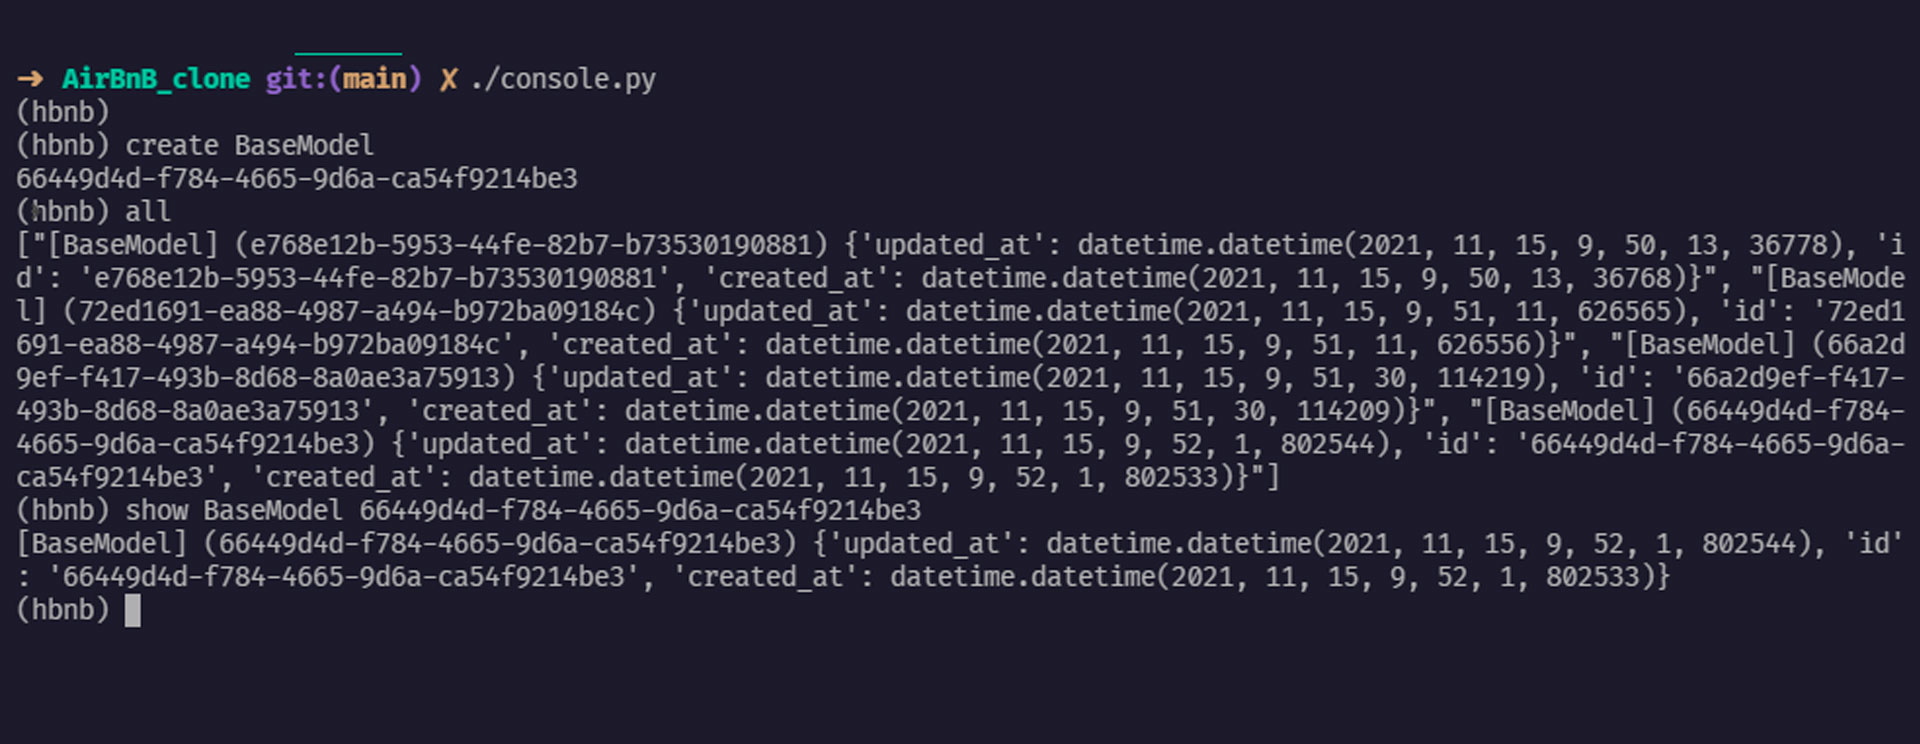 ➜ AirBnB_clone git:(main) ✗ ./console.py
(hbnb)
(hbnb) create BaseModel
66449d4d-f784-4665-9d6a-ca54f9214be3
(hbnb) all
["[BaseModel] (e768e12b-5953-44fe-82b7-b73530190881) {'updated_at': datetime.datetime(2021, 11, 15, 9, 50, 13, 36778), 'i
d': 'e768e12b-5953-44fe-82b7-b73530190881', 'created_at': datetime.datetime(2021, 11, 15, 9, 50, 13, 36768)}", "[BaseMode
l] (72ed1691-ea88-4987-a494-b972ba09184c) {'updated_at': datetime.datetime(2021, 11, 15, 9, 51, 11, 626565), 'id': '72ed1
691-ea88-4987-a494-b972ba09184c', 'created_at': datetime.datetime(2021, 11, 15, 9, 51, 11, 626556)}", "[BaseModel] (66a2d
9ef-f417-493b-8d68-8a0ae3a75913) {'updated_at': datetime.datetime(2021, 11, 15, 9, 51, 30, 114219), 'id': '66a2d9ef-f417-
493b-8d68-8a0ae3a75913', 'created_at': datetime.datetime(2021, 11, 15, 9, 51, 30, 114209)}", "[BaseModel] (66449d4d-f784-
4665-9d6a-ca54f9214be3) {'updated_at': datetime.datetime(2021, 11, 15, 9, 52, 1, 802544), 'id': '66449d4d-f784-4665-9d6a-
ca54f9214be3', 'created_at': datetime.datetime(2021, 11, 15, 9, 52, 1, 802533)}"]
(hbnb) show BaseModel 66449d4d-f784-4665-9d6a-ca54f9214be3
[BaseModel] (66449d4d-f784-4665-9d6a-ca54f9214be3) {'updated_at': datetime.datetime(2021, 11, 15, 9, 52, 1, 802544), 'id'
: '66449d4d-f784-4665-9d6a-ca54f9214be3', 'created_at': datetime.datetime(2021, 11, 15, 9, 52, 1, 802533)}
(hbnb)